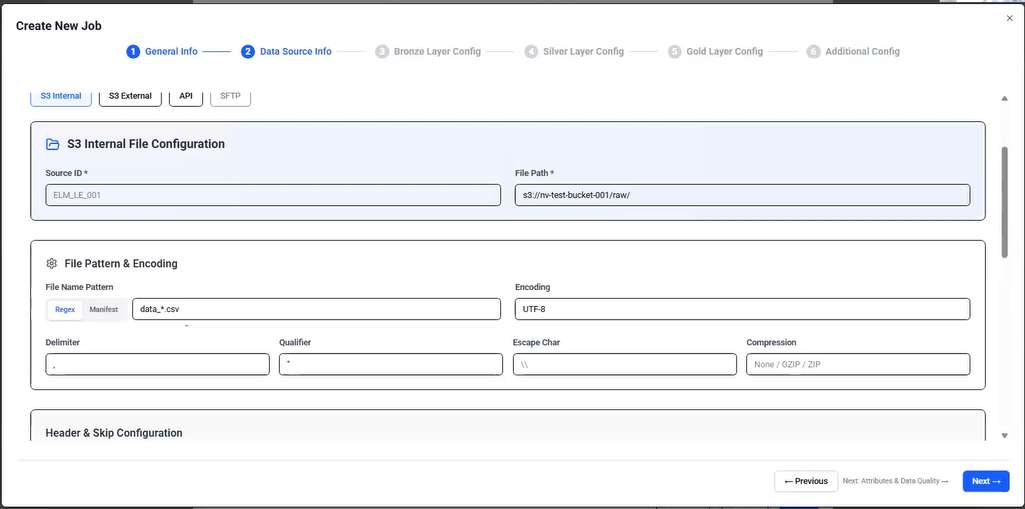 Create New Job
×
1 General Info
2 Data Source Info
3 Bronze Layer Config
4 Silver Layer Config
5 Gold Layer Config
6 Additional Config
S3 Internal S3 External API SFTP
S3 Internal File Configuration
Source ID * File Path *
ELM_LE_001 s3://nv-test-bucket-001/raw/
File Pattern & Encoding
File Name Pattern Encoding
Regex Manifest data_*.csv UTF-8
Delimiter Qualifier Escape Char Compression
, " \\ None / GZIP / ZIP
Header & Skip Configuration
← Previous Next: Attributes & Data Quality → Next →